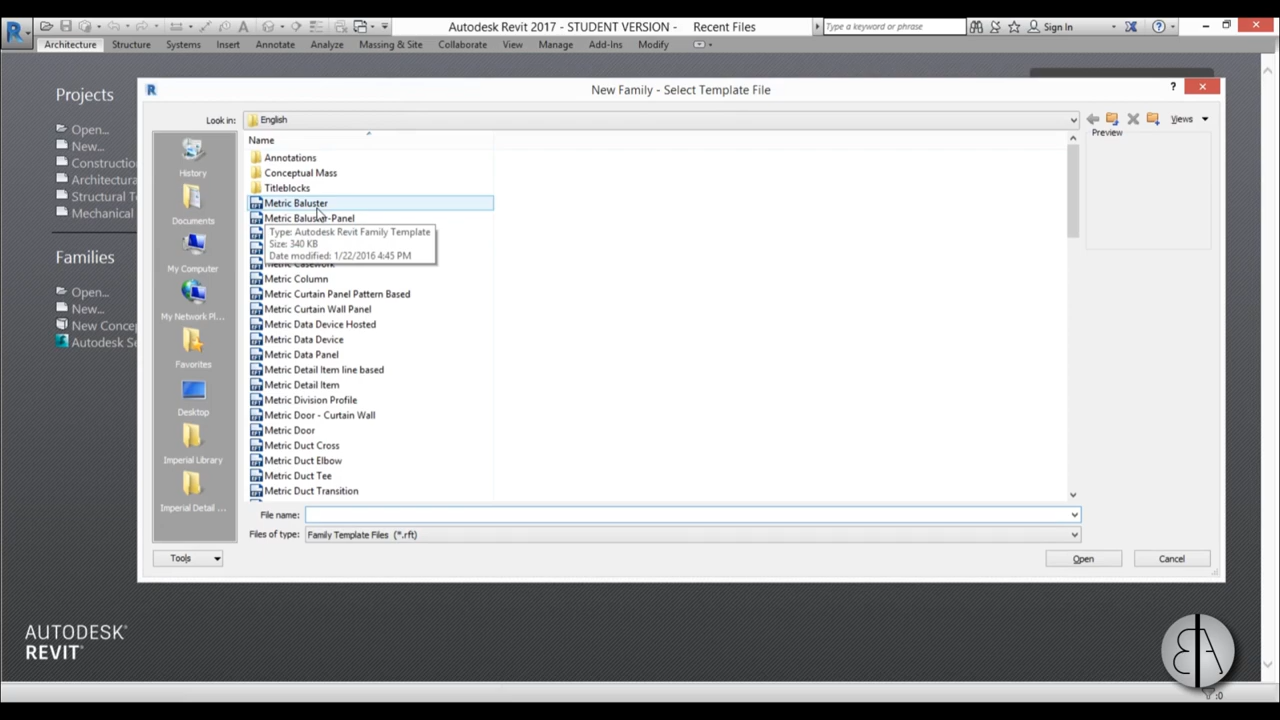 Autodesk Revit 2017 - STUDENT VERSION - Recent Files
Type a keyword or phrase
Sign In
Architecture Structure Systems Insert Annotate Analyze Massing & Site Collaborate View Manage Add-Ins Modify
Projects
Open...
New...
Constructio
Architectura
Structural T
Mechanical
Families
Open...
New...
New Conce
Autodesk Se
AUTODESK®
REVIT®
New Family - Select Template File
Look in: English
Views
Preview
History
Documents
My Computer
My Network Pl...
Favorites
Desktop
Imperial Library
Imperial Detail ...
Name
Annotations
Conceptual Mass
Titleblocks
Metric Baluster
Metric Baluster-Panel
Type: Autodesk Revit Family Template
Size: 340 KB
Date modified: 1/22/2016 4:45 PM
Metric Casework
Metric Column
Metric Curtain Panel Pattern Based
Metric Curtain Wall Panel
Metric Data Device Hosted
Metric Data Device
Metric Data Panel
Metric Detail Item line based
Metric Detail Item
Metric Division Profile
Metric Door - Curtain Wall
Metric Door
Metric Duct Cross
Metric Duct Elbow
Metric Duct Tee
Metric Duct Transition
File name:
Files of type: Family Template Files (*.rft)
Tools
Open
Cancel
:0